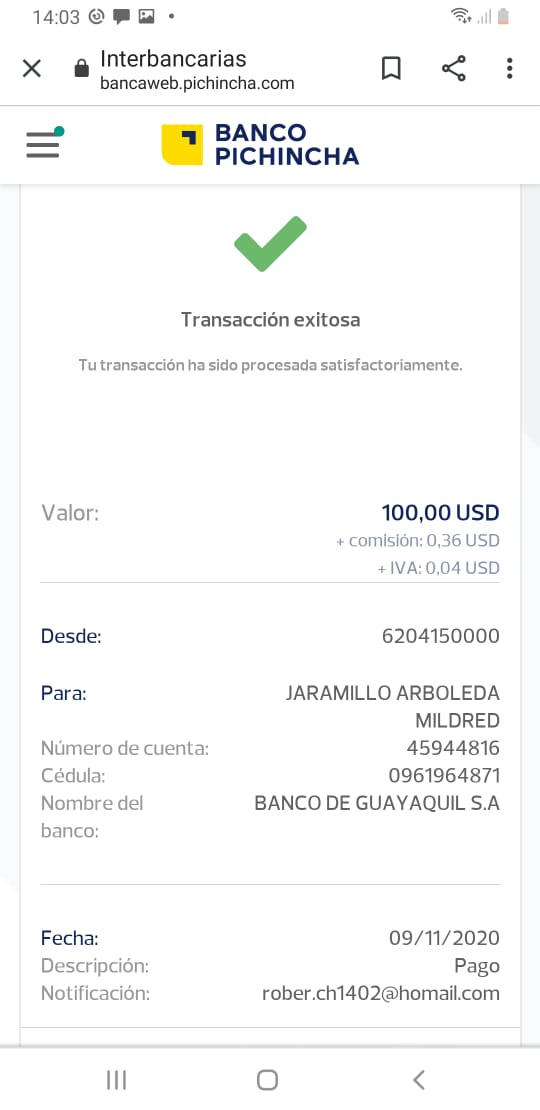 14:03
Interbancarias
bancaweb.pichincha.com
BANCO
PICHINCHA
Transacción exitosa
Tu transacción ha sido procesada satisfactoriamente.
Valor: 100,00 USD
+ comisión: 0,36 USD
+ IVA: 0,04 USD
Desde: 6204150000
Para: JARAMILLO ARBOLEDA
MILDRED
Número de cuenta: 45944816
Cédula: 0961964871
Nombre del BANCO DE GUAYAQUIL S.A
banco:
Fecha: 09/11/2020
Descripción: Pago
Notificación: rober.ch1402@homail.com